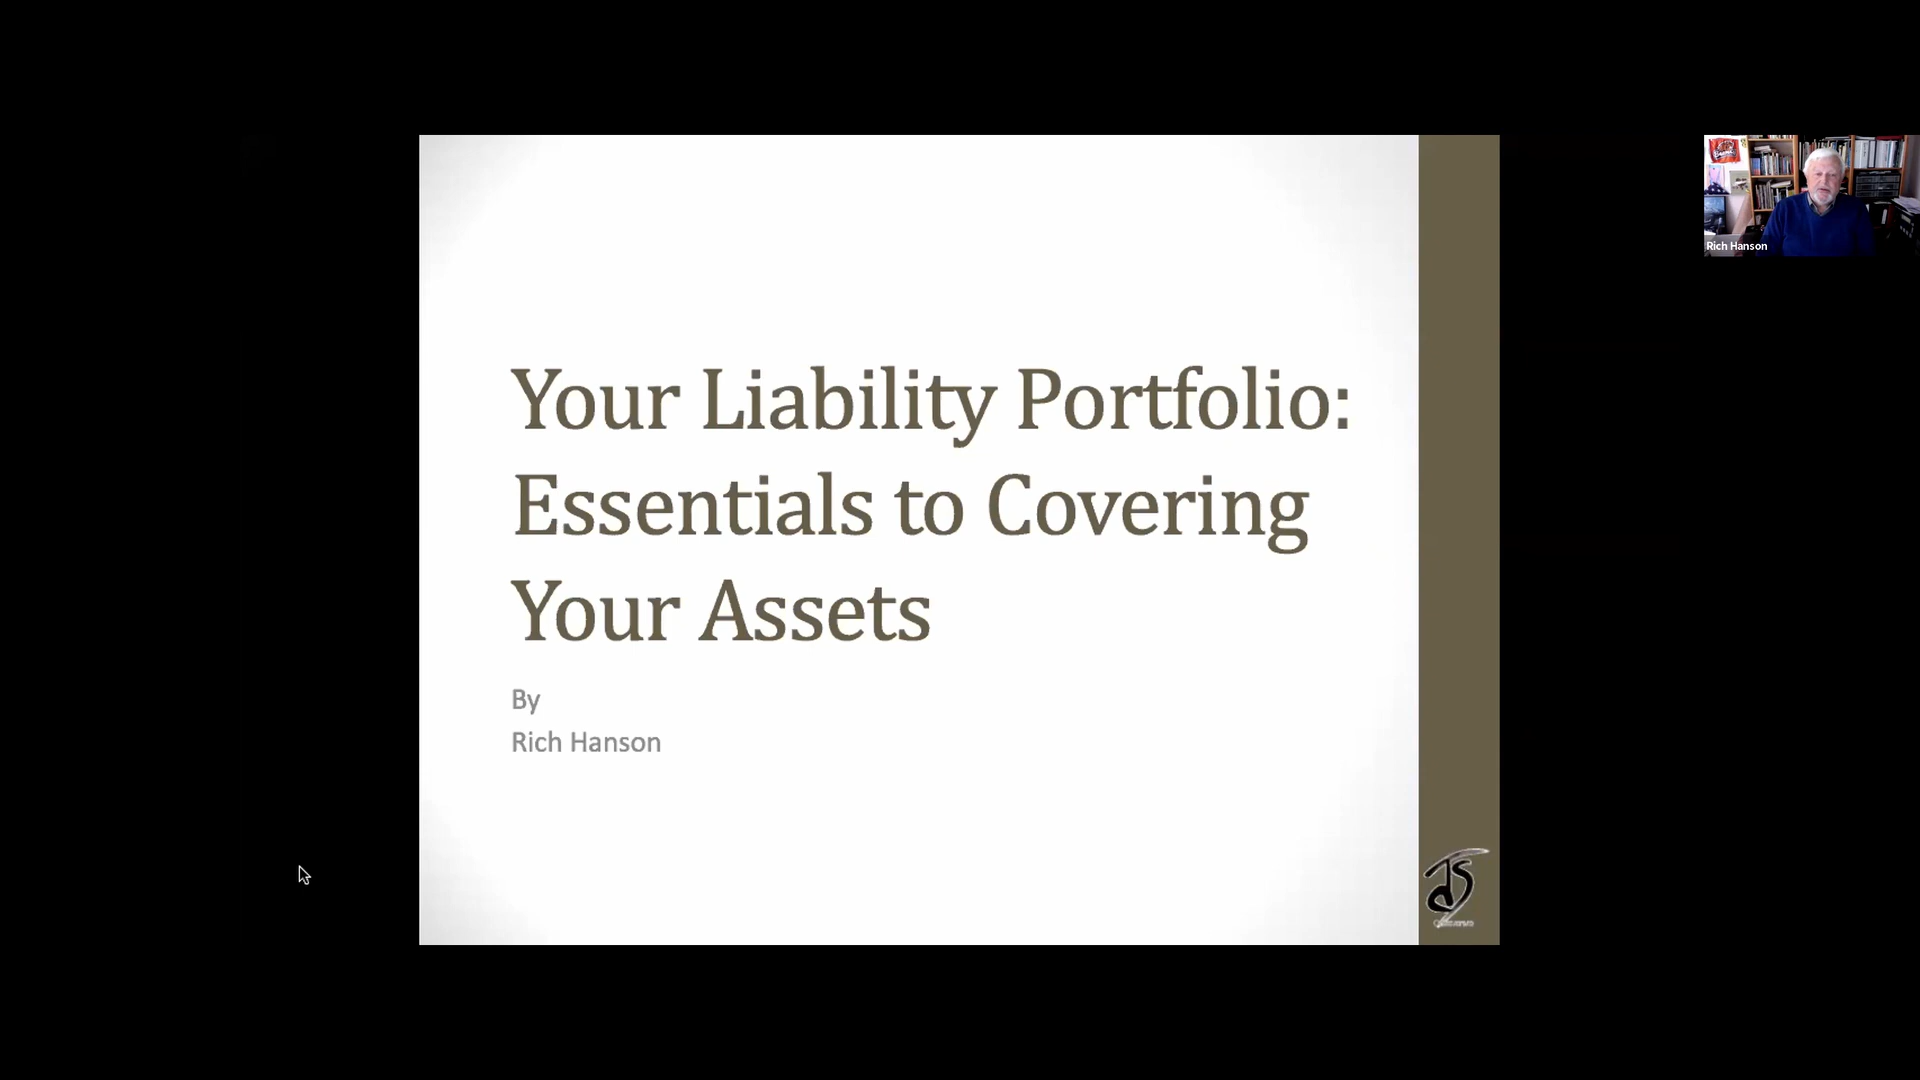 Your Liability Portfolio:
Essentials to Covering
Your Assets
By
Rich Hanson
Rich Hanson